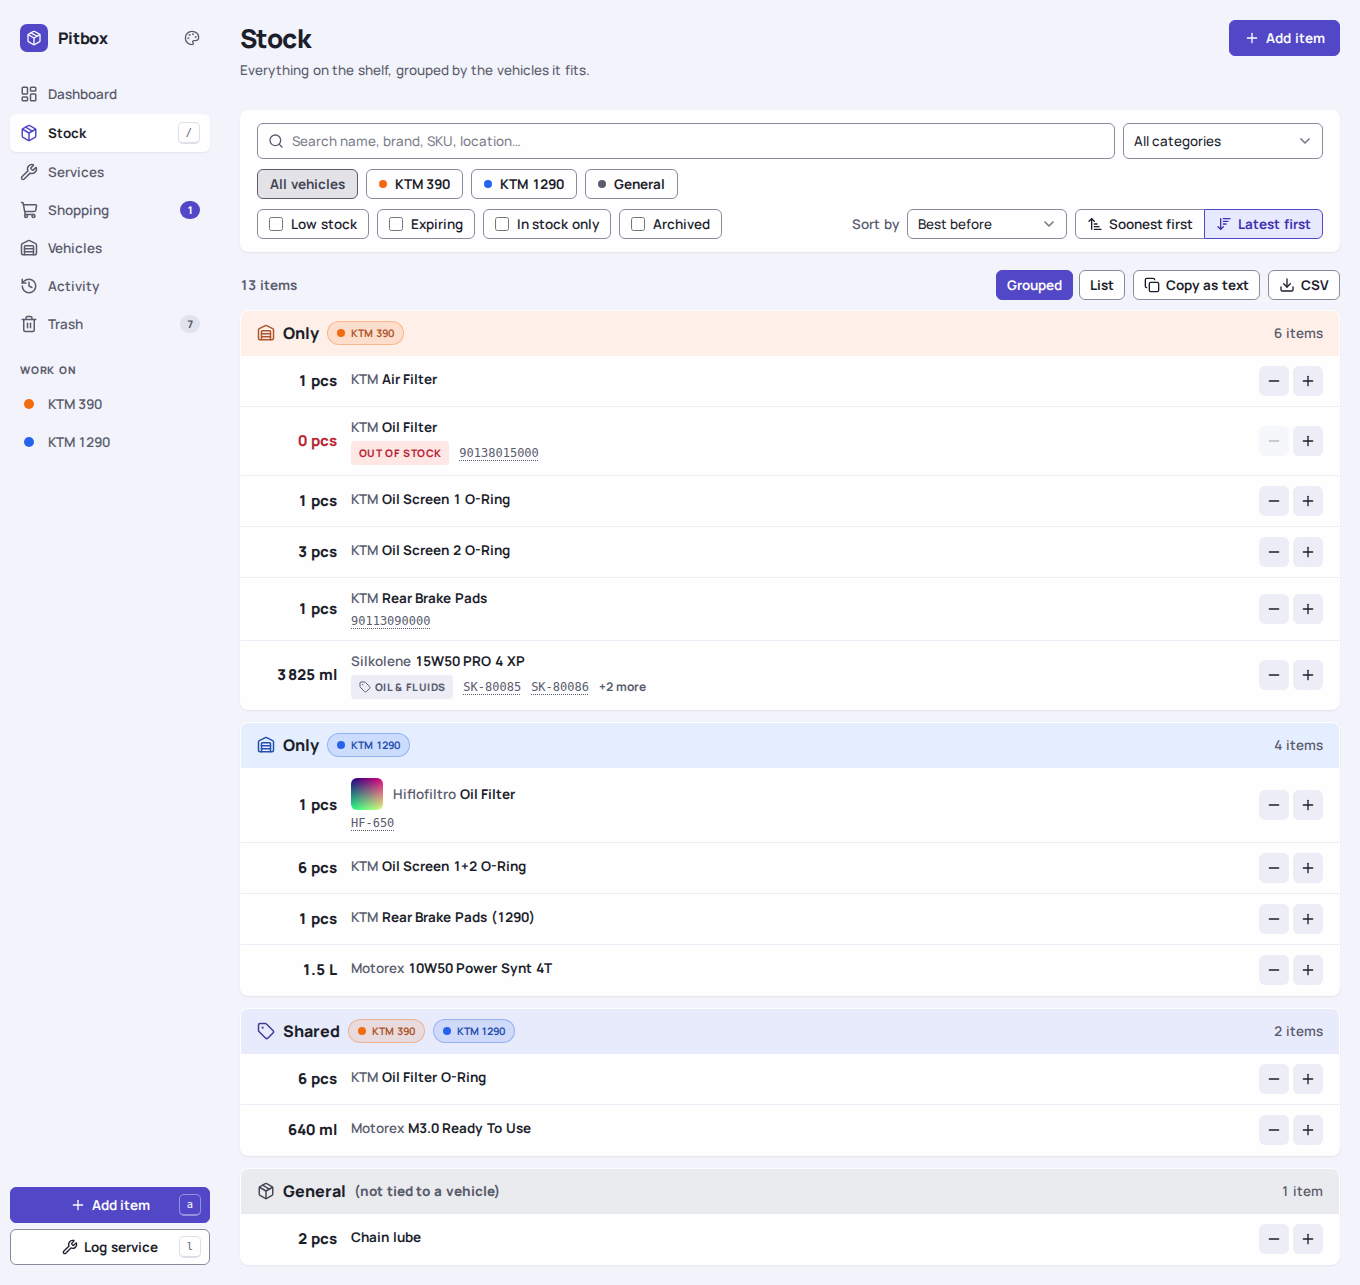 Pitbox
Dashboard
Stock /
Services
Shopping 1
Vehicles
Activity
Trash 7
WORK ON
KTM 390
KTM 1290
Add item a
Log service l
Stock
Add item
Everything on the shelf, grouped by the vehicles it fits.
Search name, brand, SKU, location…
All categories
All vehicles KTM 390 KTM 1290 General
Low stock Expiring In stock only Archived Sort by Best before Soonest first Latest first
13 items Grouped List Copy as text CSV
Only KTM 390 6 items
1 pcs KTM Air Filter
0 pcs KTM Oil Filter
OUT OF STOCK 90138015000
1 pcs KTM Oil Screen 1 O-Ring
3 pcs KTM Oil Screen 2 O-Ring
1 pcs KTM Rear Brake Pads
90113090000
3 825 ml Silkolene 15W50 PRO 4 XP
OIL & FLUIDS SK-80085 SK-80086 +2 more
Only KTM 1290 4 items
1 pcs Hiflofiltro Oil Filter
HF-650
6 pcs KTM Oil Screen 1+2 O-Ring
1 pcs KTM Rear Brake Pads (1290)
1.5 L Motorex 10W50 Power Synt 4T
Shared KTM 390 KTM 1290 2 items
6 pcs KTM Oil Filter O-Ring
640 ml Motorex M3.0 Ready To Use
General (not tied to a vehicle) 1 item
2 pcs Chain lube